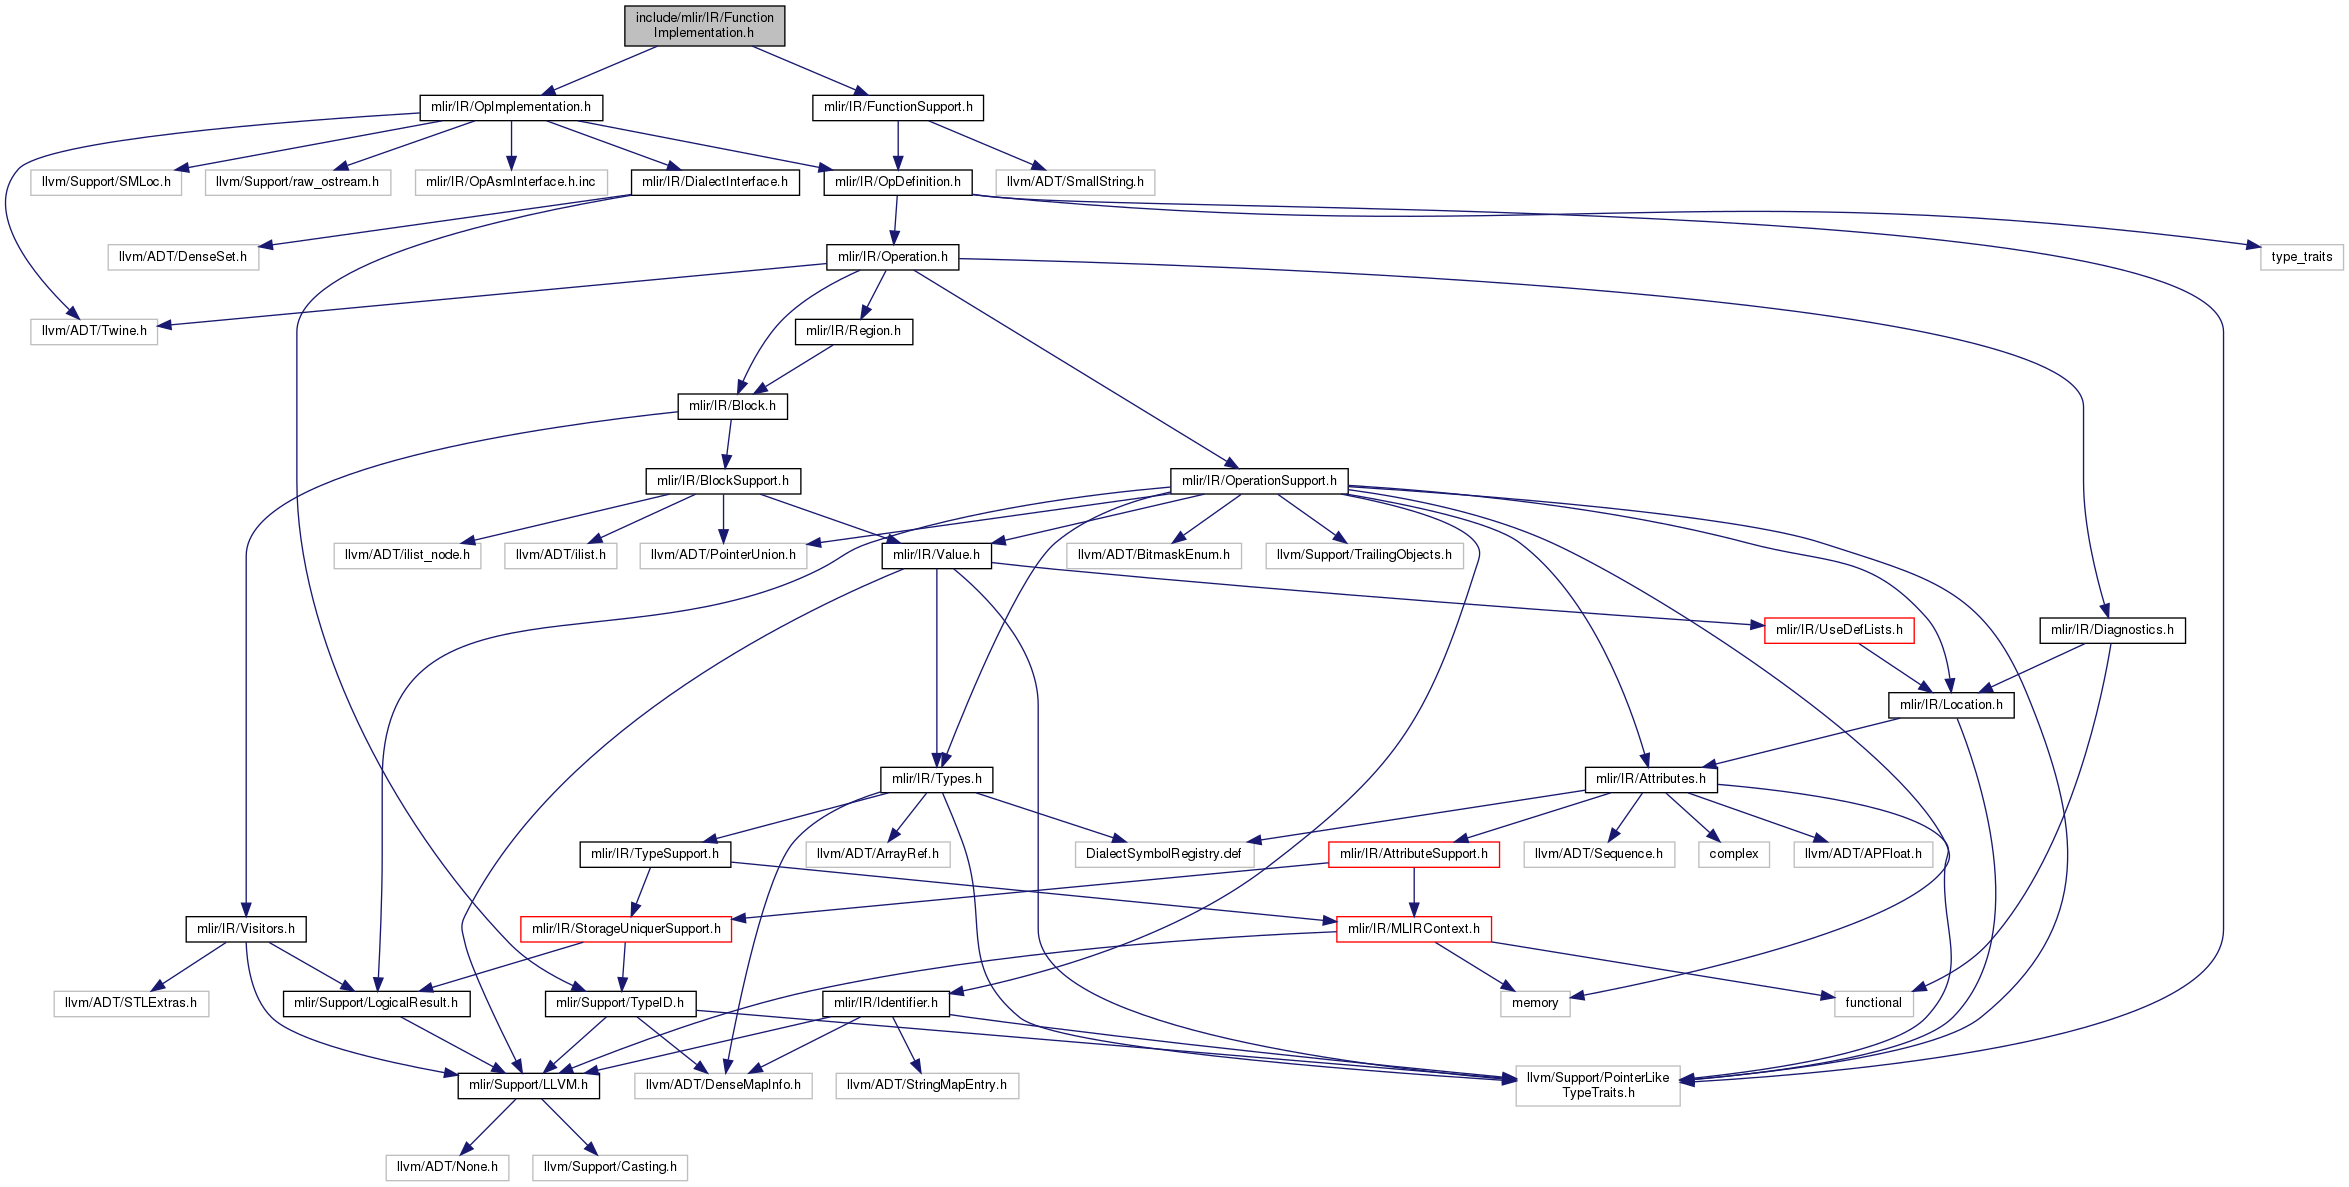 include/mlir/IR/Function
Implementation.h
mlir/IR/OpImplementation.h
mlir/IR/FunctionSupport.h
llvm/Support/SMLoc.h
llvm/Support/raw_ostream.h
mlir/IR/OpAsmInterface.h.inc
mlir/IR/DialectInterface.h
mlir/IR/OpDefinition.h
llvm/ADT/SmallString.h
llvm/ADT/DenseSet.h
mlir/IR/Operation.h
type_traits
llvm/ADT/Twine.h
mlir/IR/Region.h
mlir/IR/Block.h
mlir/IR/BlockSupport.h
mlir/IR/OperationSupport.h
llvm/ADT/ilist_node.h
llvm/ADT/ilist.h
llvm/ADT/PointerUnion.h
mlir/IR/Value.h
llvm/ADT/BitmaskEnum.h
llvm/Support/TrailingObjects.h
mlir/IR/UseDefLists.h
mlir/IR/Diagnostics.h
mlir/IR/Location.h
mlir/IR/Types.h
mlir/IR/Attributes.h
mlir/IR/TypeSupport.h
llvm/ADT/ArrayRef.h
DialectSymbolRegistry.def
mlir/IR/AttributeSupport.h
llvm/ADT/Sequence.h
complex
llvm/ADT/APFloat.h
mlir/IR/Visitors.h
mlir/IR/StorageUniquerSupport.h
mlir/IR/MLIRContext.h
llvm/ADT/STLExtras.h
mlir/Support/LogicalResult.h
mlir/Support/TypeID.h
mlir/IR/Identifier.h
memory
functional
mlir/Support/LLVM.h
llvm/ADT/DenseMapInfo.h
llvm/ADT/StringMapEntry.h
llvm/Support/PointerLike
TypeTraits.h
llvm/ADT/None.h
llvm/Support/Casting.h